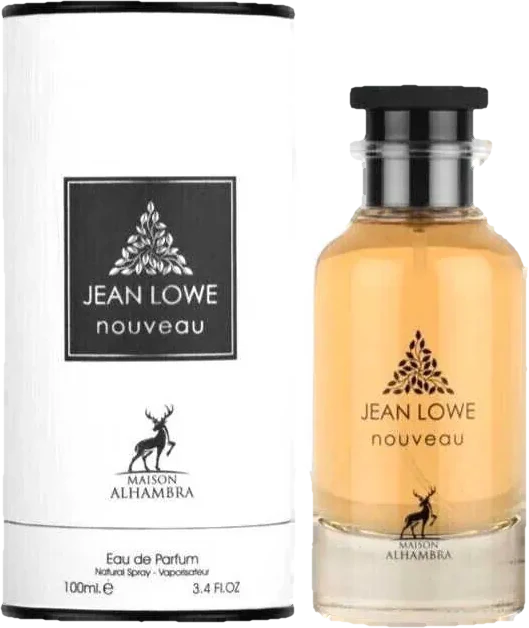 JEAN LOWE
nouveau
MAISON
ALHAMBRA
Eau de Parfum
Natural Spray - Vaporisateur
100ml.e 3.4 FL.OZ
JEAN LOWE
nouveau
MAISON
ALHAMBRA